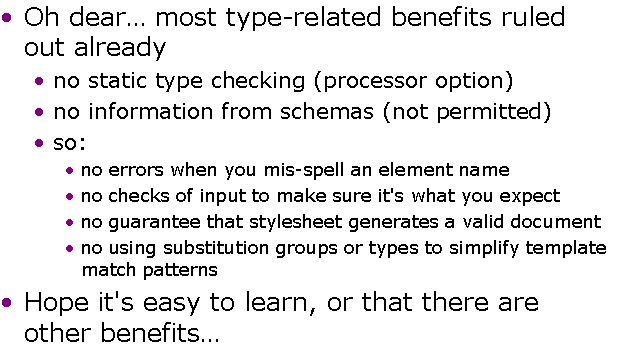 • Oh dear... most type-related benefits ruled
out already
• no static type checking (processor option)
• no information from schemas (not permitted)
• so:
• no errors when you mis-spell an element name
• no checks of input to make sure it's what you expect
• no guarantee that stylesheet generates a valid document
• no using substitution groups or types to simplify template
match patterns
• Hope it's easy to learn, or that there are
other benefits...